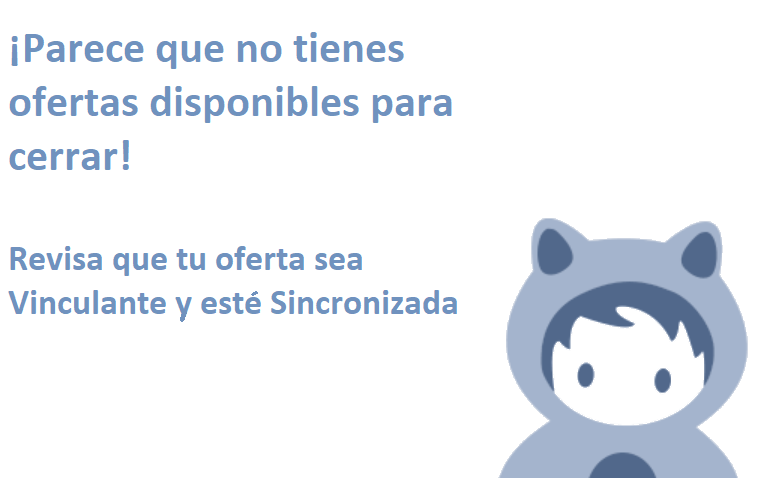 ¡Parece que no tienes
ofertas disponibles para
cerrar!
Revisa que tu oferta sea
Vinculante y esté Sincronizada